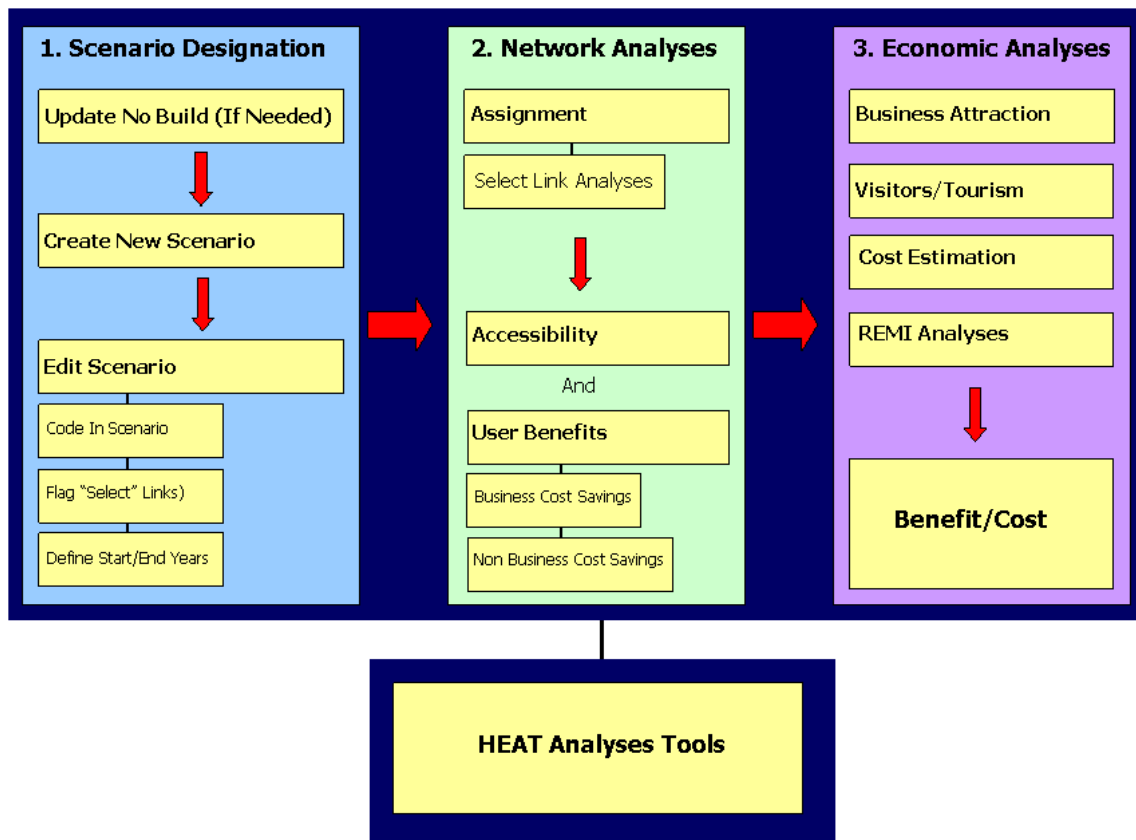 1. Scenario Designation
Update No Build (If Needed)
Create New Scenario
Edit Scenario
Code In Scenario
Flag “Select” Links)
Define Start/End Years
2. Network Analyses
Assignment
Select Link Analyses
Accessibility
And
User Benefits
Business Cost Savings
Non Business Cost Savings
3. Economic Analyses
Business Attraction
Visitors/Tourism
Cost Estimation
REMI Analyses
Benefit/Cost
HEAT Analyses Tools